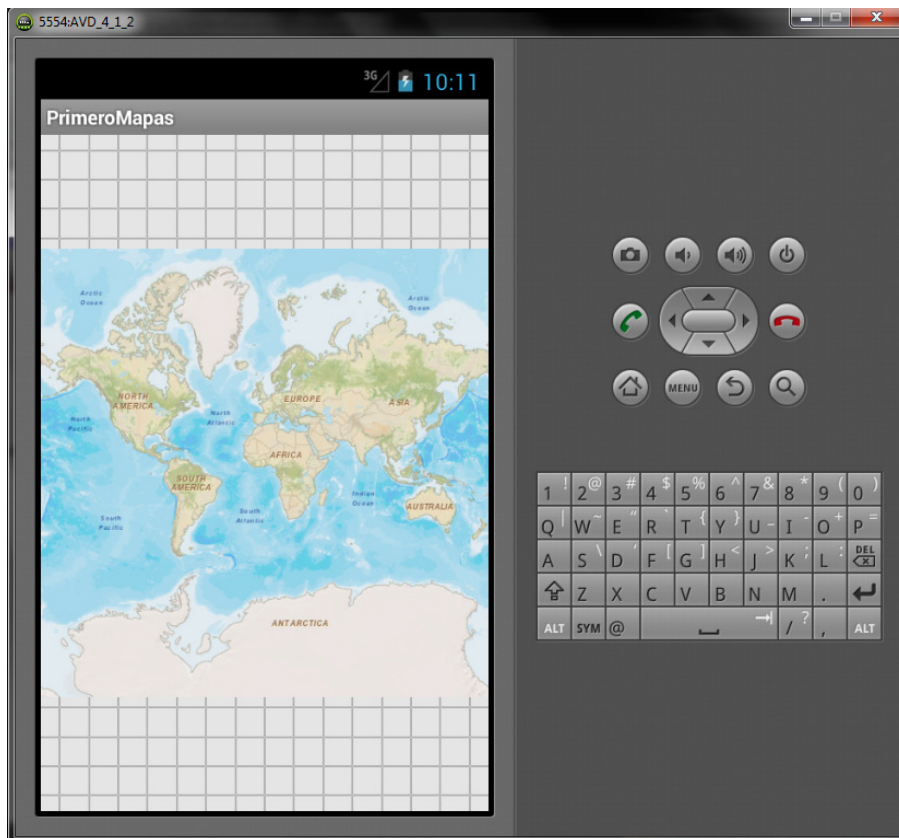 5554:AVD_4_1_2
3G 10:11
PrimeroMapas
Arctic
Ocean
Arctic
Ocean
NORTH
AMERICA
EUROPE
ASIA
North
Pacific
North
Atlantic
AFRICA
SOUTH
AMERICA
Indian
Ocean
AUSTRALIA
South
Pacific
South
Atlantic
ANTARCTICA
MENU
1 ! 2 @ 3 # 4 $ 5 % 6 ^ 7 & 8 * 9 ( 0 )
Q | W ~ E " R ` T { Y } U _ I - O + P =
A S \ D ' F [ G ] H < J > K ; L : DEL
Z X C V B N M .
ALT SYM @ / ? , ALT